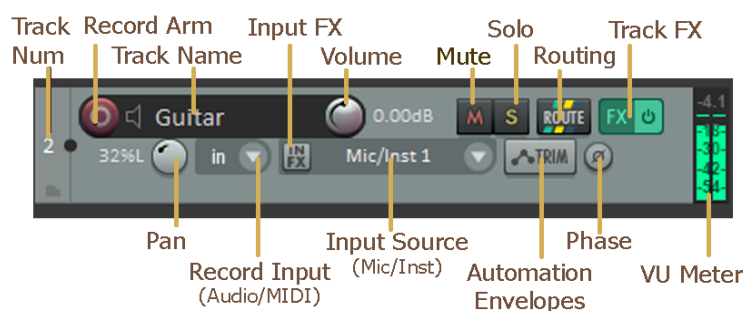 Track Record Arm Input FX Solo Track FX
Num Track Name Volume Mute Routing
Guitar 0.00dB M S ROUTE FX -4.1
2
-18-
32%L in IN FX Mic/Inst 1 TRIM Ø -30-
-42-
-54-
Pan Input Source Phase
Record Input (Mic/Inst) Automation VU Meter
(Audio/MIDI) Envelopes